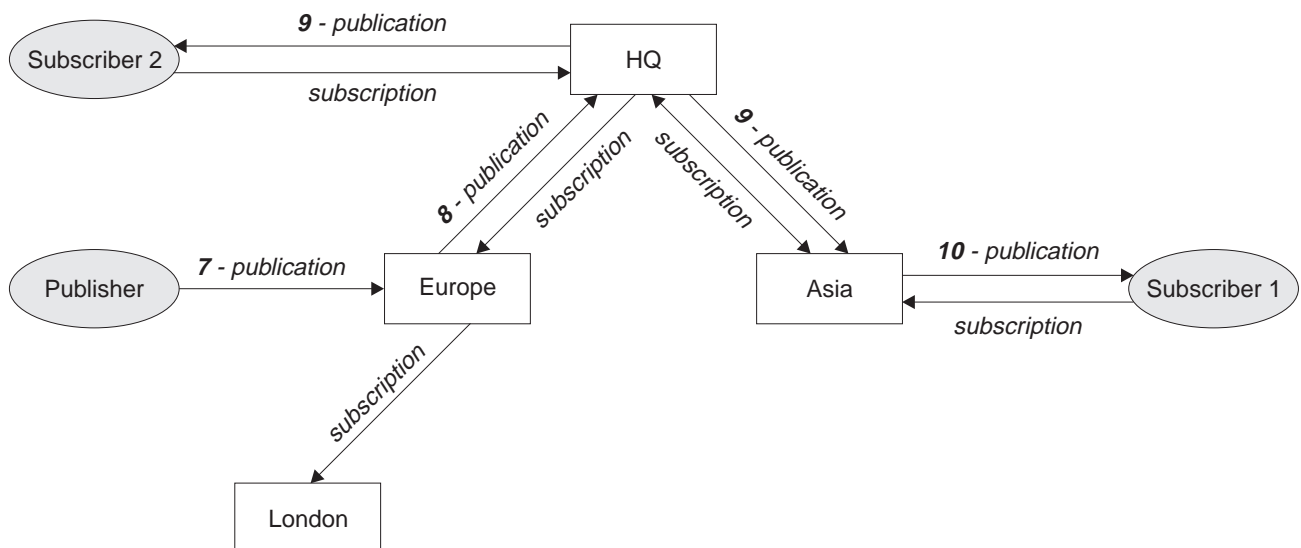 9 - publication
Subscriber 2
HQ
subscription
8 - publication
subscription
subscription
9 - publication
Publisher
7 - publication
Europe
Asia
10 - publication
Subscriber 1
subscription
subscription
London